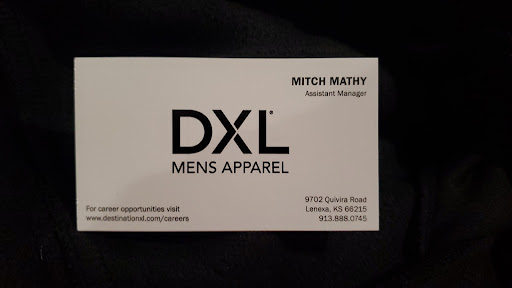 MITCH MATHY
Assistant Manager
DXL®
MENS APPAREL
For career opportunities visit
www.destinationxl.com/careers
9702 Quivira Road
Lenexa, KS 66215
913.888.0745